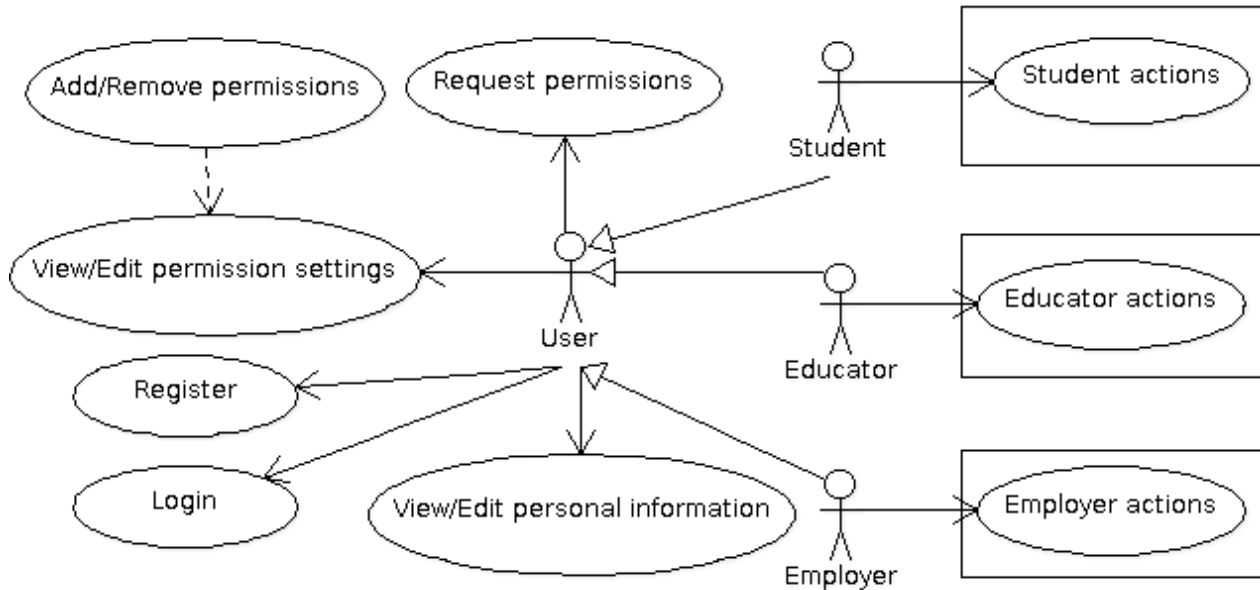 Add/Remove permissions
Request permissions
Student actions
Student
View/Edit permission settings
User
Educator actions
Educator
Register
Login
View/Edit personal information
Employer actions
Employer